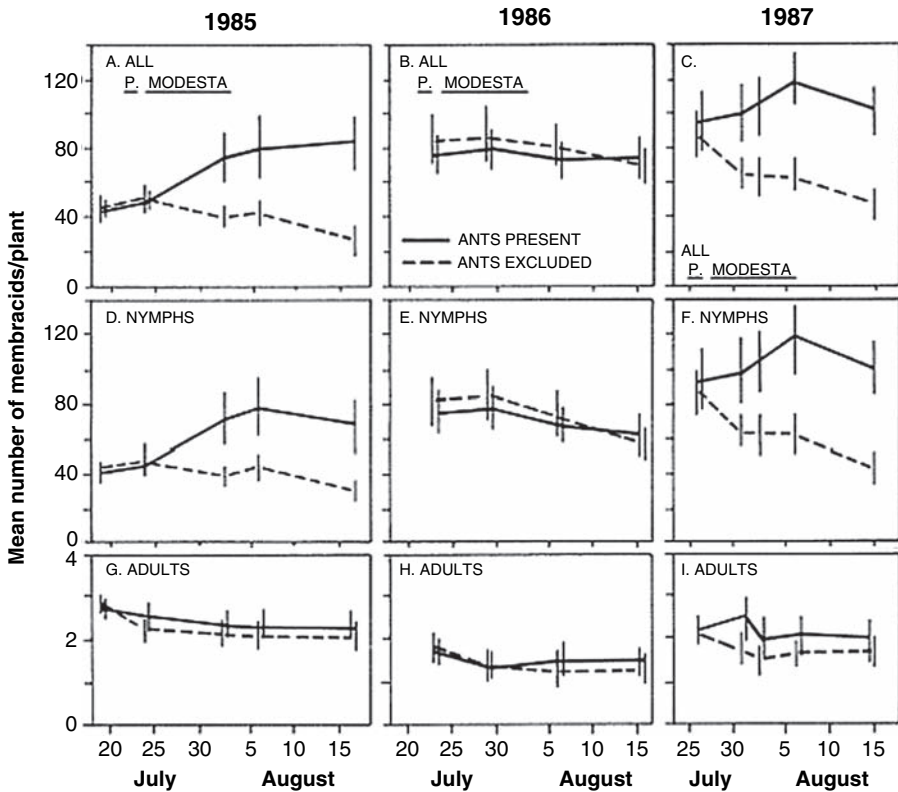 1985 1986 1987
A. ALL
P. MODESTA
B. ALL
P. MODESTA
C.
ALL
P. MODESTA
120
80
40
0
ANTS PRESENT
ANTS EXCLUDED
Mean number of membracids/plant
D. NYMPHS
E. NYMPHS
F. NYMPHS
120
80
40
0
G. ADULTS
H. ADULTS
I. ADULTS
4
2
0
20 25 30 5 10 15
20 25 30 5 10 15
25 30 5 10 15
July August
July August
July August